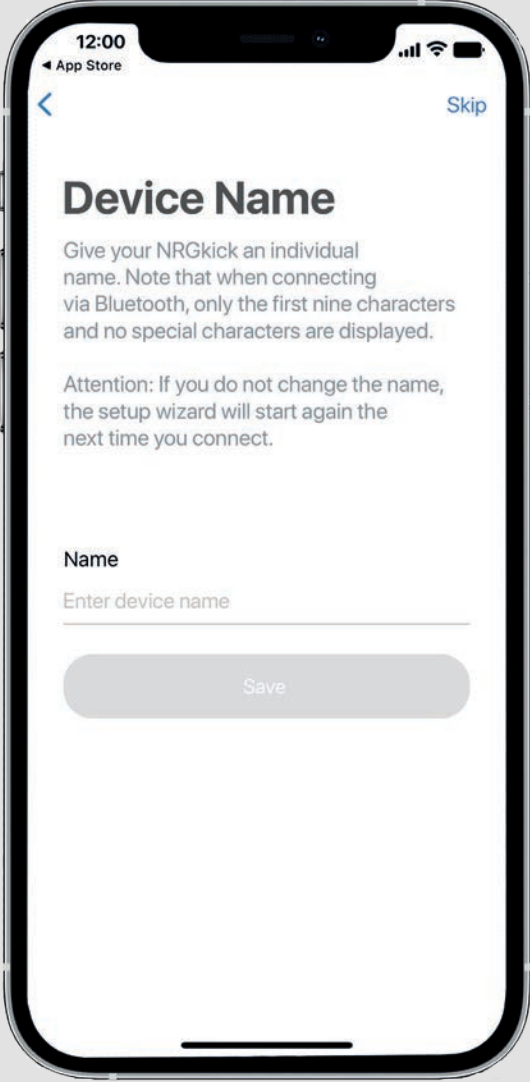 12:00
◄ App Store
Skip
Device Name
Give your NRGkick an individual
name. Note that when connecting
via Bluetooth, only the first nine characters
and no special characters are displayed.
Attention: If you do not change the name,
the setup wizard will start again the
next time you connect.
Name
Enter device name
Save